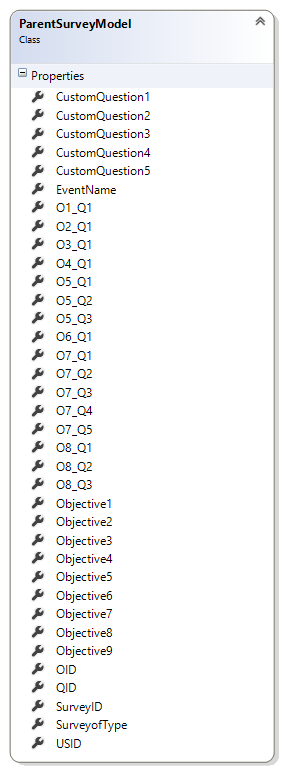 ParentSurveyModel
Class
Properties
CustomQuestion1
CustomQuestion2
CustomQuestion3
CustomQuestion4
CustomQuestion5
EventName
O1_Q1
O2_Q1
O3_Q1
O4_Q1
O5_Q1
O5_Q2
O5_Q3
O6_Q1
O7_Q1
O7_Q2
O7_Q3
O7_Q4
O7_Q5
O8_Q1
O8_Q2
O8_Q3
Objective1
Objective2
Objective3
Objective4
Objective5
Objective6
Objective7
Objective8
Objective9
OID
QID
SurveyID
SurveyofType
USID